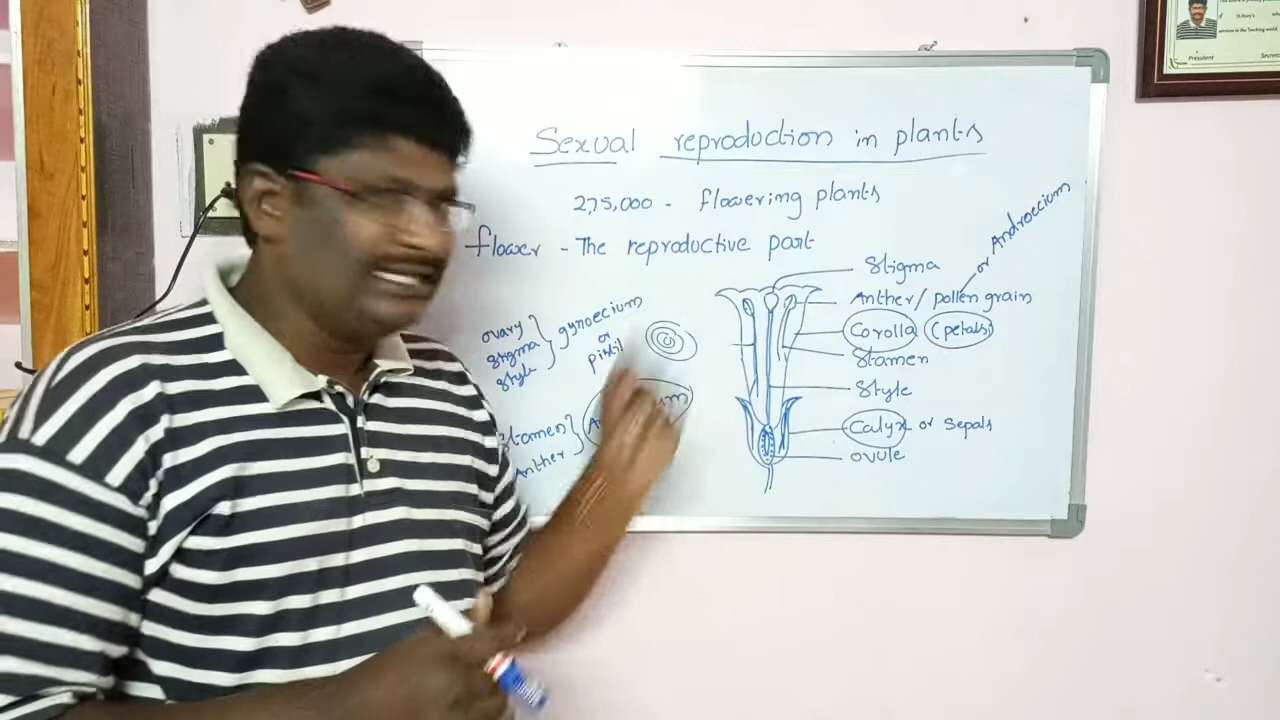 Sexual reproduction in plants
275,000 - flowering plants
flower - The reproductive part
or Androecium
Stigma
Anther/pollen grain
Corolla (petals)
Stamen
Style
Calyx or sepals
ovule
ovary
stigma
style
gynoecium
or
pistil
Stamen
Anther
President